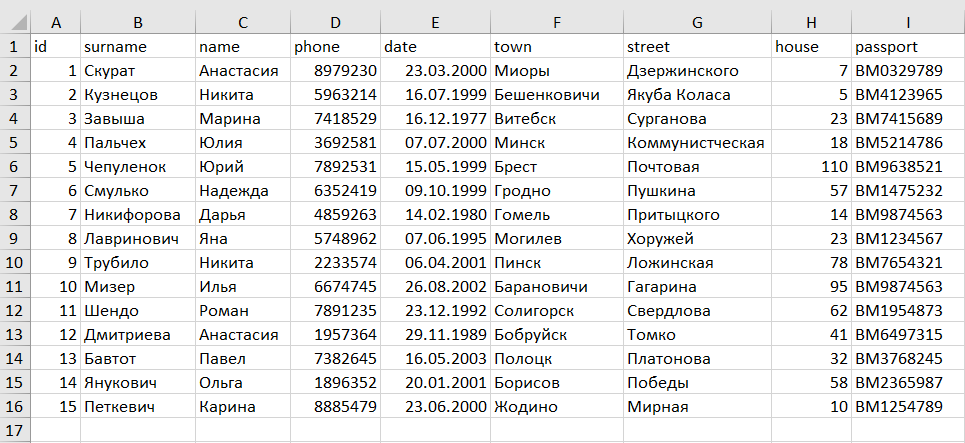 A B C D E F G H I
1 id surname name phone date town street house passport
2 1 Скурат Анастасия 8979230 23.03.2000 Миоры Дзержинского 7 BM0329789
3 2 Кузнецов Никита 5963214 16.07.1999 Бешенковичи Якуба Коласа 5 BM4123965
4 3 Завыша Марина 7418529 16.12.1977 Витебск Сурганова 23 BM7415689
5 4 Пальчех Юлия 3692581 07.07.2000 Минск Коммунистческая 18 BM5214786
6 5 Чепуленок Юрий 7892531 15.05.1999 Брест Почтовая 110 BM9638521
7 6 Смулько Надежда 6352419 09.10.1999 Гродно Пушкина 57 BM1475232
8 7 Никифорова Дарья 4859263 14.02.1980 Гомель Притыцкого 14 BM9874563
9 8 Лавринович Яна 5748962 07.06.1995 Могилев Хоружей 23 BM1234567
10 9 Трубило Никита 2233574 06.04.2001 Пинск Ложинская 78 BM7654321
11 10 Мизер Илья 6674745 26.08.2002 Барановичи Гагарина 95 BM9874563
12 11 Шендо Роман 7891235 23.12.1992 Солигорск Свердлова 62 BM1954873
13 12 Дмитриева Анастасия 1957364 29.11.1989 Бобруйск Томко 41 BM6497315
14 13 Бавтот Павел 7382645 16.05.2003 Полоцк Платонова 32 BM3768245
15 14 Янукович Ольга 1896352 20.01.2001 Борисов Победы 58 BM2365987
16 15 Петкевич Карина 8885479 23.06.2000 Жодино Мирная 10 BM1254789
17